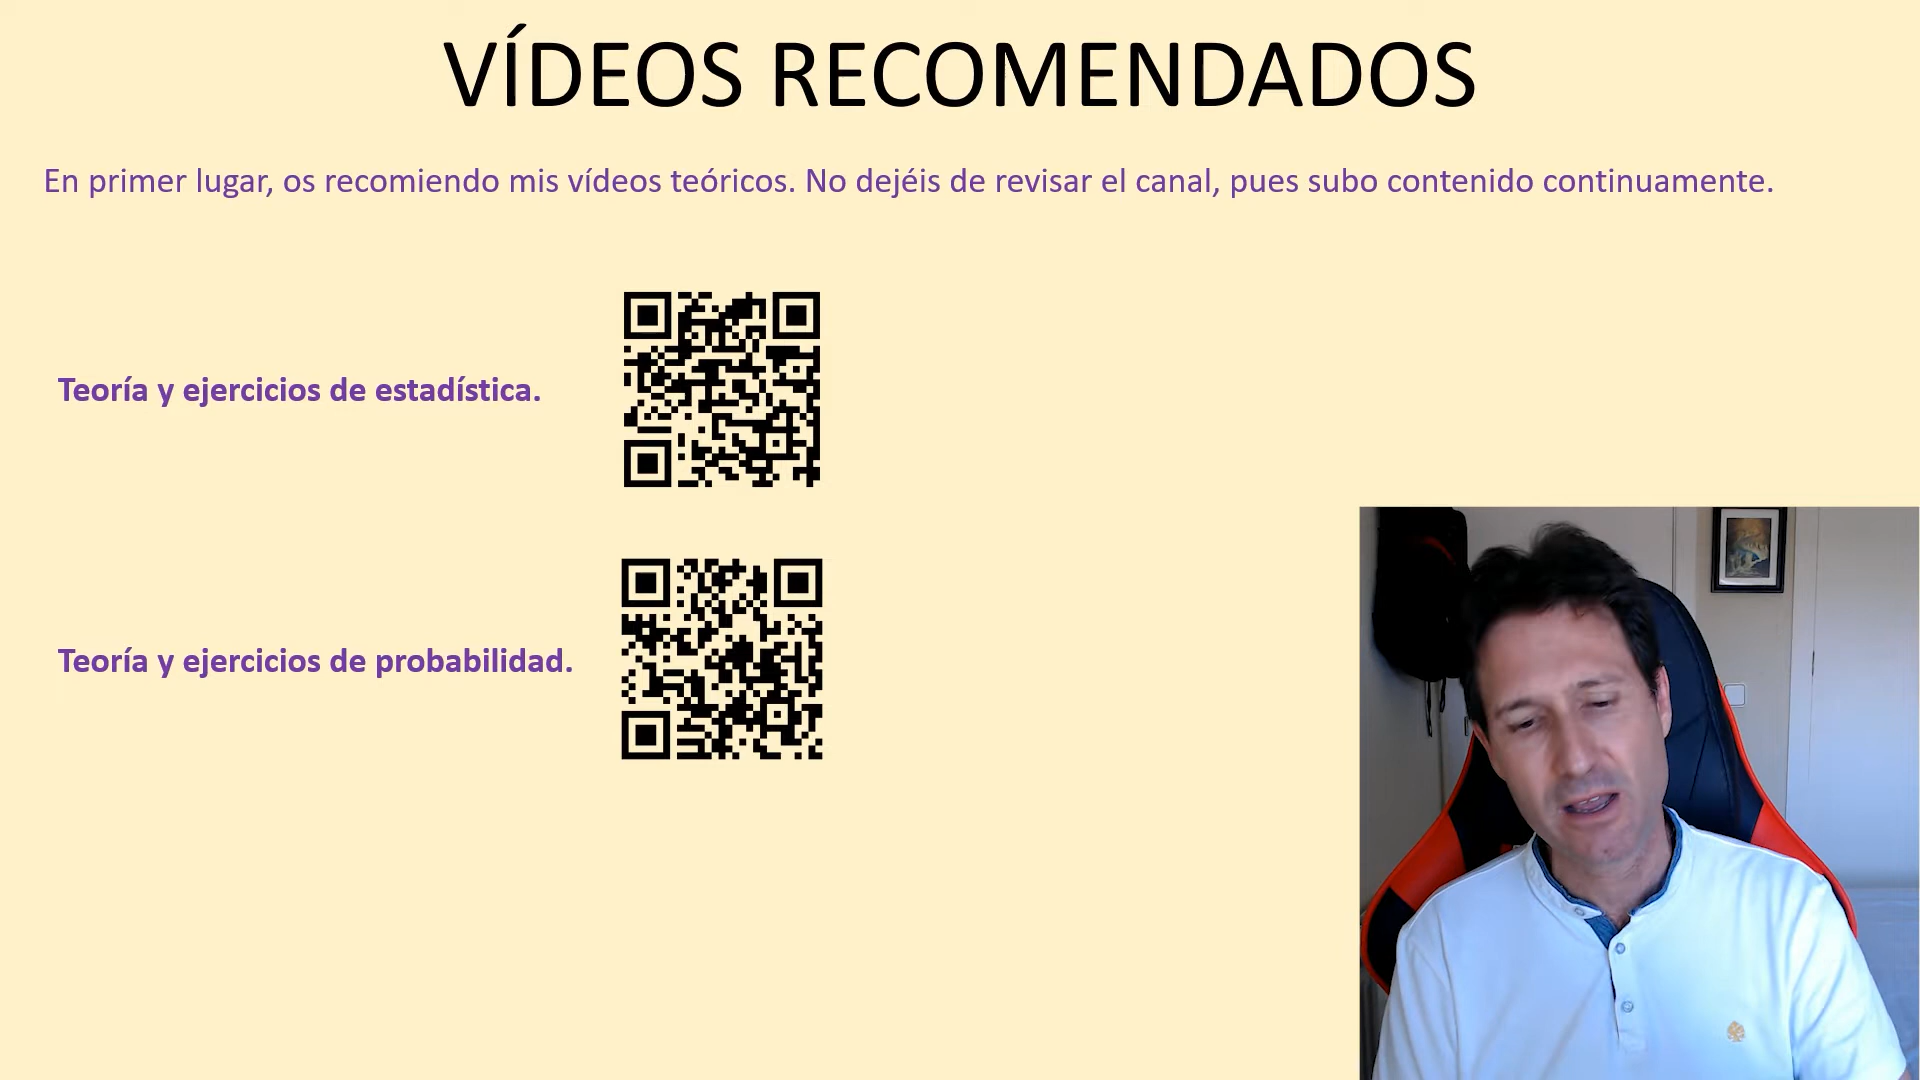 VÍDEOS RECOMENDADOS
En primer lugar, os recomiendo mis vídeos teóricos. No dejéis de revisar el canal, pues subo contenido continuamente.
Teoría y ejercicios de estadística.
Teoría y ejercicios de probabilidad.